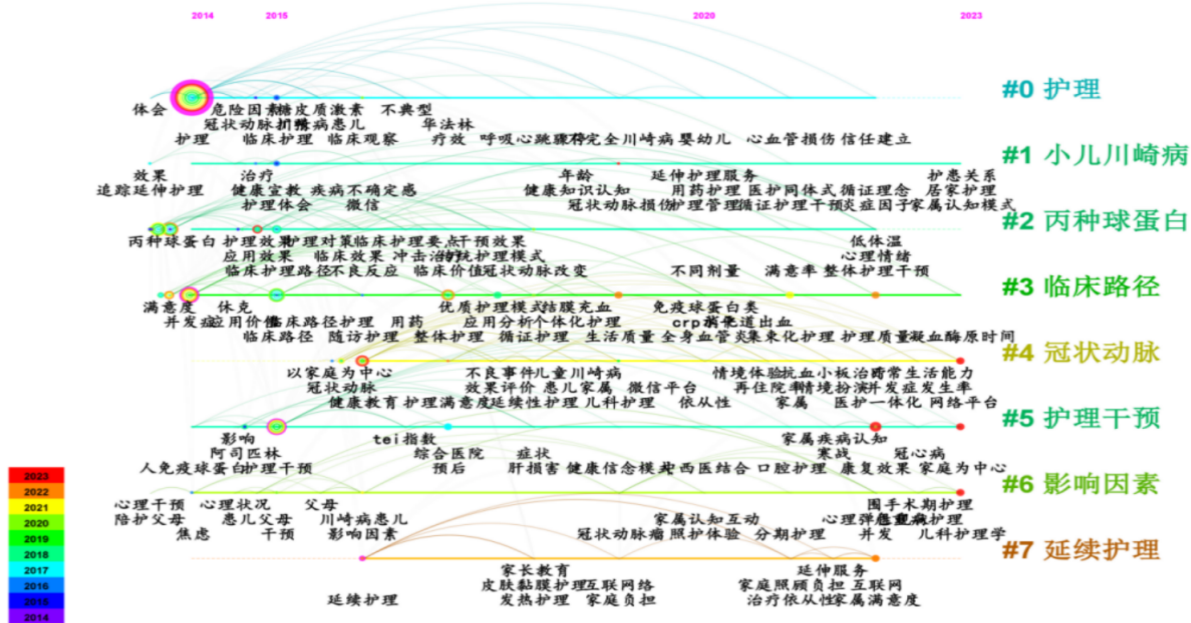 2014 2015 2020 2023
#0 护理
体会 危险因素 糖皮质激素 不典型
冠状动脉 川崎病患儿 华法林
护理 临床护理 临床观察 疗效 呼吸心跳骤停 不完全川崎病 婴幼儿 心血管损伤 信任建立
#1 小儿川崎病
效果 治疗 年龄 延伸护理服务 护患关系
追踪延伸护理 健康宣教 疾病不确定感 健康知识认知 用药护理 医护同体式 循证理念 居家护理
护理体会 微信 冠状动脉损伤 护理管理 循证护理干预 炎症因子 家属认知模式
#2 丙种球蛋白
丙种球蛋白 护理效果 护理对策 临床护理要点 干预效果 低体温
应用效果 临床效果 冲击治疗 传统护理模式 心理情绪
临床护理路径 不良反应 临床价值 冠状动脉改变 不同剂量 满意率 整体护理干预
#3 临床路径
满意度 休克 优质护理模式 结膜充血 免疫球蛋白类
并发症 应用价值 临床路径护理 用药 应用分析 个体化护理 crp 消化道出血
临床路径 随访护理 整体护理 循证护理 生活质量 全身血管炎 集束化护理 护理质量 凝血酶原时间
#4 冠状动脉
以家庭为中心 不良事件 儿童川崎病 情境体验 抗血小板治疗 日常生活能力
冠状动脉 效果评价 患儿家属 微信平台 再住院率 情境扮演 并发症发生率
健康教育 护理满意度 延续性护理 儿科护理 依从性 家属 医护一体化 网络平台
#5 护理干预
影响 tei指数 家属疾病认知
阿司匹林 综合医院 症状 寒战 冠心病
人免疫球蛋白 护理干预 预后 肝损害 健康信念模式 中西医结合 口腔护理 康复效果 家庭为中心
#6 影响因素
心理干预 心理状况 父母 围手术期护理
陪护父母 患儿父母 川崎病患儿 家属认知互动 心理弹性 护理
焦虑 干预 影响因素 冠状动脉瘤 照护体验 分期护理 并发 儿科护理学
#7 延续护理
家长教育 延伸服务
皮肤黏膜护理 互联网络 家庭照顾负担 互联网
延续护理 发热护理 家庭负担 治疗依从性 家属满意度
2023
2022
2021
2020
2019
2018
2017
2016
2015
2014